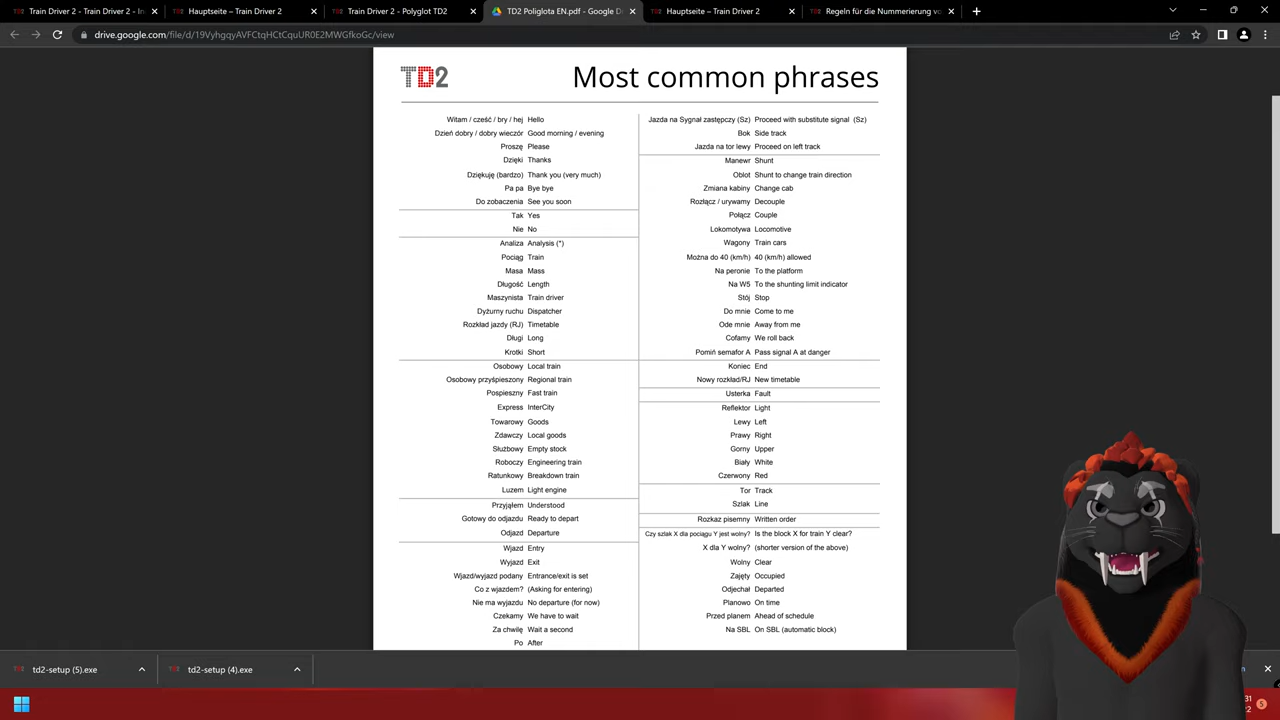 Train Driver 2 - In
Hauptseite – Train Driver 2
Train Driver 2 - Polyglot TD2
TD2 Poliglota EN.pdf - Google D
Hauptseite – Train Driver 2
Regeln für die Nummerierung v
drive.google.com/file/d/19VyhgqyAVFCtqHCtCquUR0E2MWGfkoGc/view
TD2
Most common phrases
Witam / cześć / bry / hej Hello
Dzień dobry / dobry wieczór Good morning / evening
Proszę Please
Dzięki Thanks
Dziękuję (bardzo) Thank you (very much)
Pa pa Bye bye
Do zobaczenia See you soon
Tak Yes
Nie No
Analiza Analysis (*)
Pociąg Train
Masa Mass
Długość Length
Maszynista Train driver
Dyżurny ruchu Dispatcher
Rozkład jazdy (RJ) Timetable
Długi Long
Krotki Short
Osobowy Local train
Osobowy przyśpieszony Regional train
Pospieszny Fast train
Express InterCity
Towarowy Goods
Zdawczy Local goods
Służbowy Empty stock
Roboczy Engineering train
Ratunkowy Breakdown train
Luzem Light engine
Przyjąłem Understood
Gotowy do odjazdu Ready to depart
Odjazd Departure
Wjazd Entry
Wyjazd Exit
Wjazd/wyjazd podany Entrance/exit is set
Co z wjazdem? (Asking for entering)
Nie ma wyjazdu No departure (for now)
Czekamy We have to wait
Za chwilę Wait a second
Po After
Jazda na Sygnał zastępczy (Sz) Proceed with substitute signal (Sz)
Bok Side track
Jazda na tor lewy Proceed on left track
Manewr Shunt
Oblot Shunt to change train direction
Zmiana kabiny Change cab
Rozłącz / urywamy Decouple
Połącz Couple
Lokomotywa Locomotive
Wagony Train cars
Można do 40 (km/h) 40 (km/h) allowed
Na peronie To the platform
Na W5 To the shunting limit indicator
Stój Stop
Do mnie Come to me
Ode mnie Away from me
Cofamy We roll back
Pomiń semafor A Pass signal A at danger
Koniec End
Nowy rozkład/RJ New timetable
Usterka Fault
Reflektor Light
Lewy Left
Prawy Right
Gorny Upper
Biały White
Czerwony Red
Tor Track
Szlak Line
Rozkaz pisemny Written order
Czy szlak X dla pociągu Y jest wolny? Is the block X for train Y clear?
X dla Y wolny? (shorter version of the above)
Wolny Clear
Zajęty Occupied
Odjechał Departed
Planowo On time
Przed planem Ahead of schedule
Na SBL On SBL (automatic block)
td2-setup (5).exe
td2-setup (4).exe